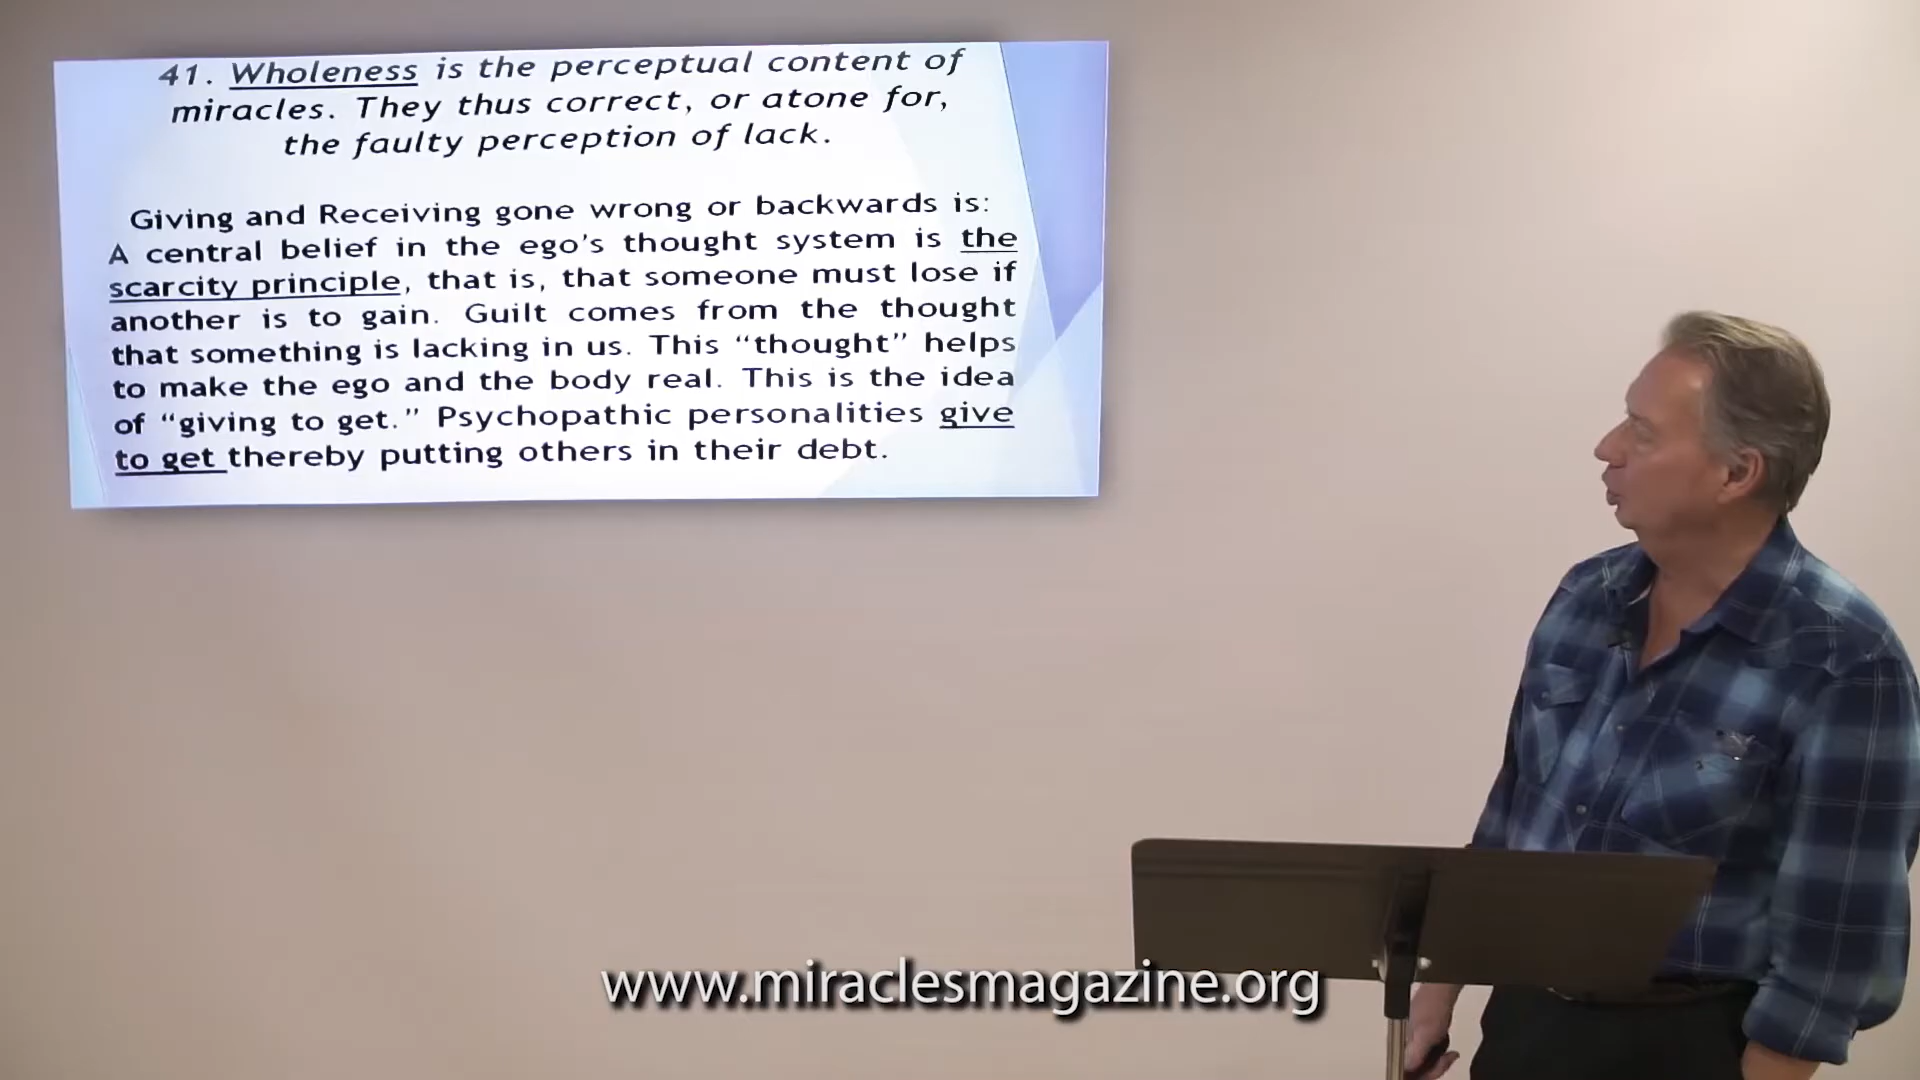 41. Wholeness is the perceptual content of
miracles. They thus correct, or atone for,
the faulty perception of lack.
Giving and Receiving gone wrong or backwards is:
A central belief in the ego's thought system is the
scarcity principle, that is, that someone must lose if
another is to gain. Guilt comes from the thought
that something is lacking in us. This “thought” helps
to make the ego and the body real. This is the idea
of “giving to get.” Psychopathic personalities give
to get thereby putting others in their debt.
www.miraclesmagazine.org